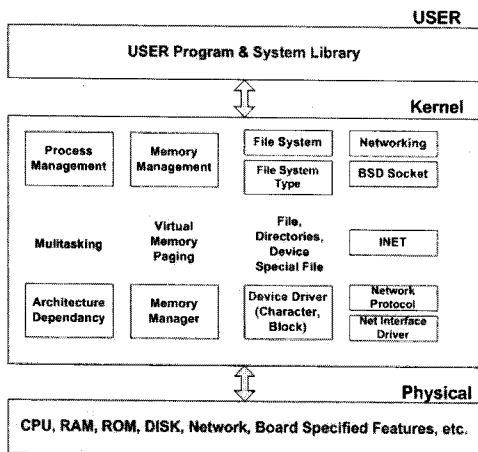 USER
USER Program & System Library
Kernel
Process
Management
Memory
Management
File System
File System
Type
Networking
BSD Socket
Mulitasking
Virtual
Memory
Paging
File,
Directories,
Device
Special File
INET
Architecture
Dependancy
Memory
Manager
Device Driver
(Character,
Block)
Network
Protocol
Net Interface
Driver
Physical
CPU, RAM, ROM, DISK, Network, Board Specified Features, etc.